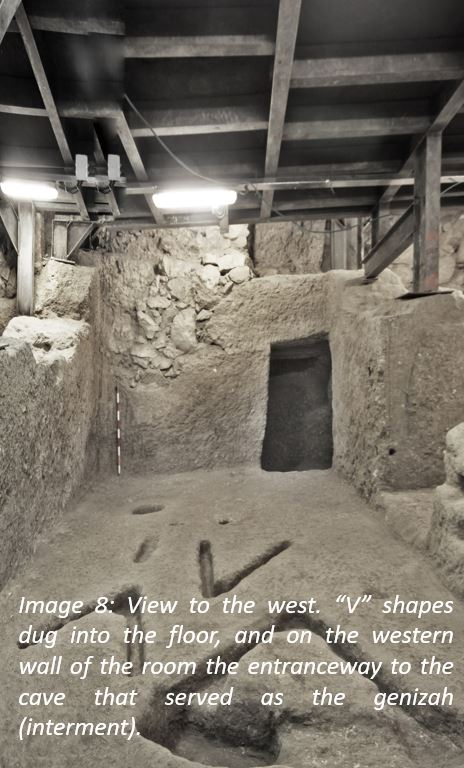 Image 8: View to the west. “V” shapes
dug into the floor, and on the western
wall of the room the entranceway to the
cave that served as the genizah
(interment).